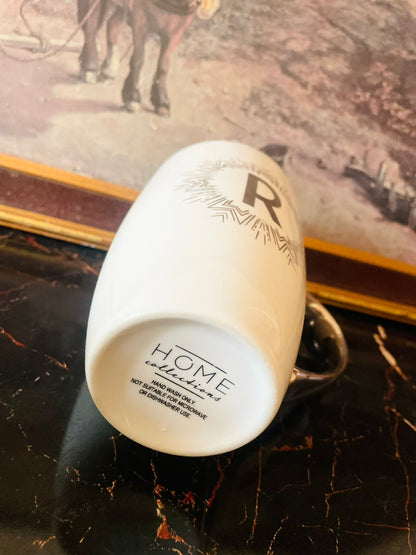 R
HOME
collections
HAND WASH ONLY
NOT SUITABLE FOR MICROWAVE
OR DISHWASHER USE.